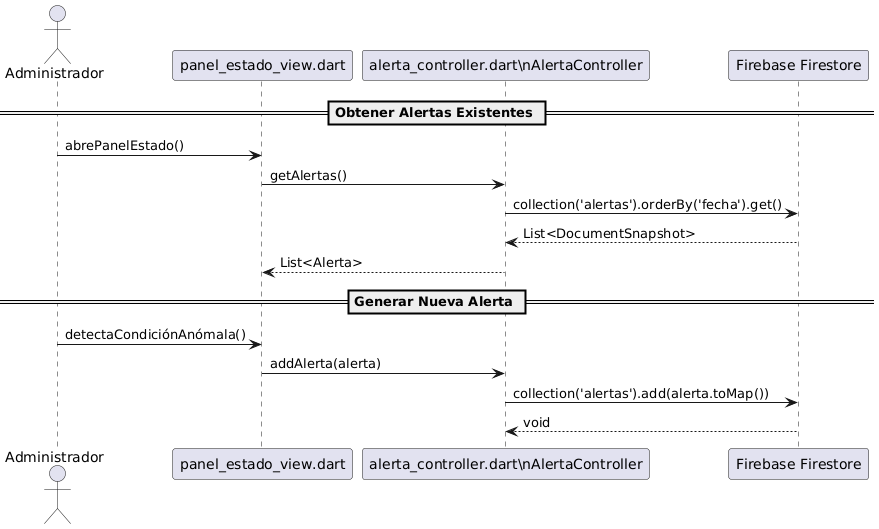 Administrador
panel_estado_view.dart
alerta_controller.dart\nAlertaController
Firebase Firestore
Obtener Alertas Existentes
abrePanelEstado()
getAlertas()
collection('alertas').orderBy('fecha').get()
List<DocumentSnapshot>
List<Alerta>
Generar Nueva Alerta
detectaCondiciónAnómala()
addAlerta(alerta)
collection('alertas').add(alerta.toMap())
void
Administrador
panel_estado_view.dart
alerta_controller.dart\nAlertaController
Firebase Firestore